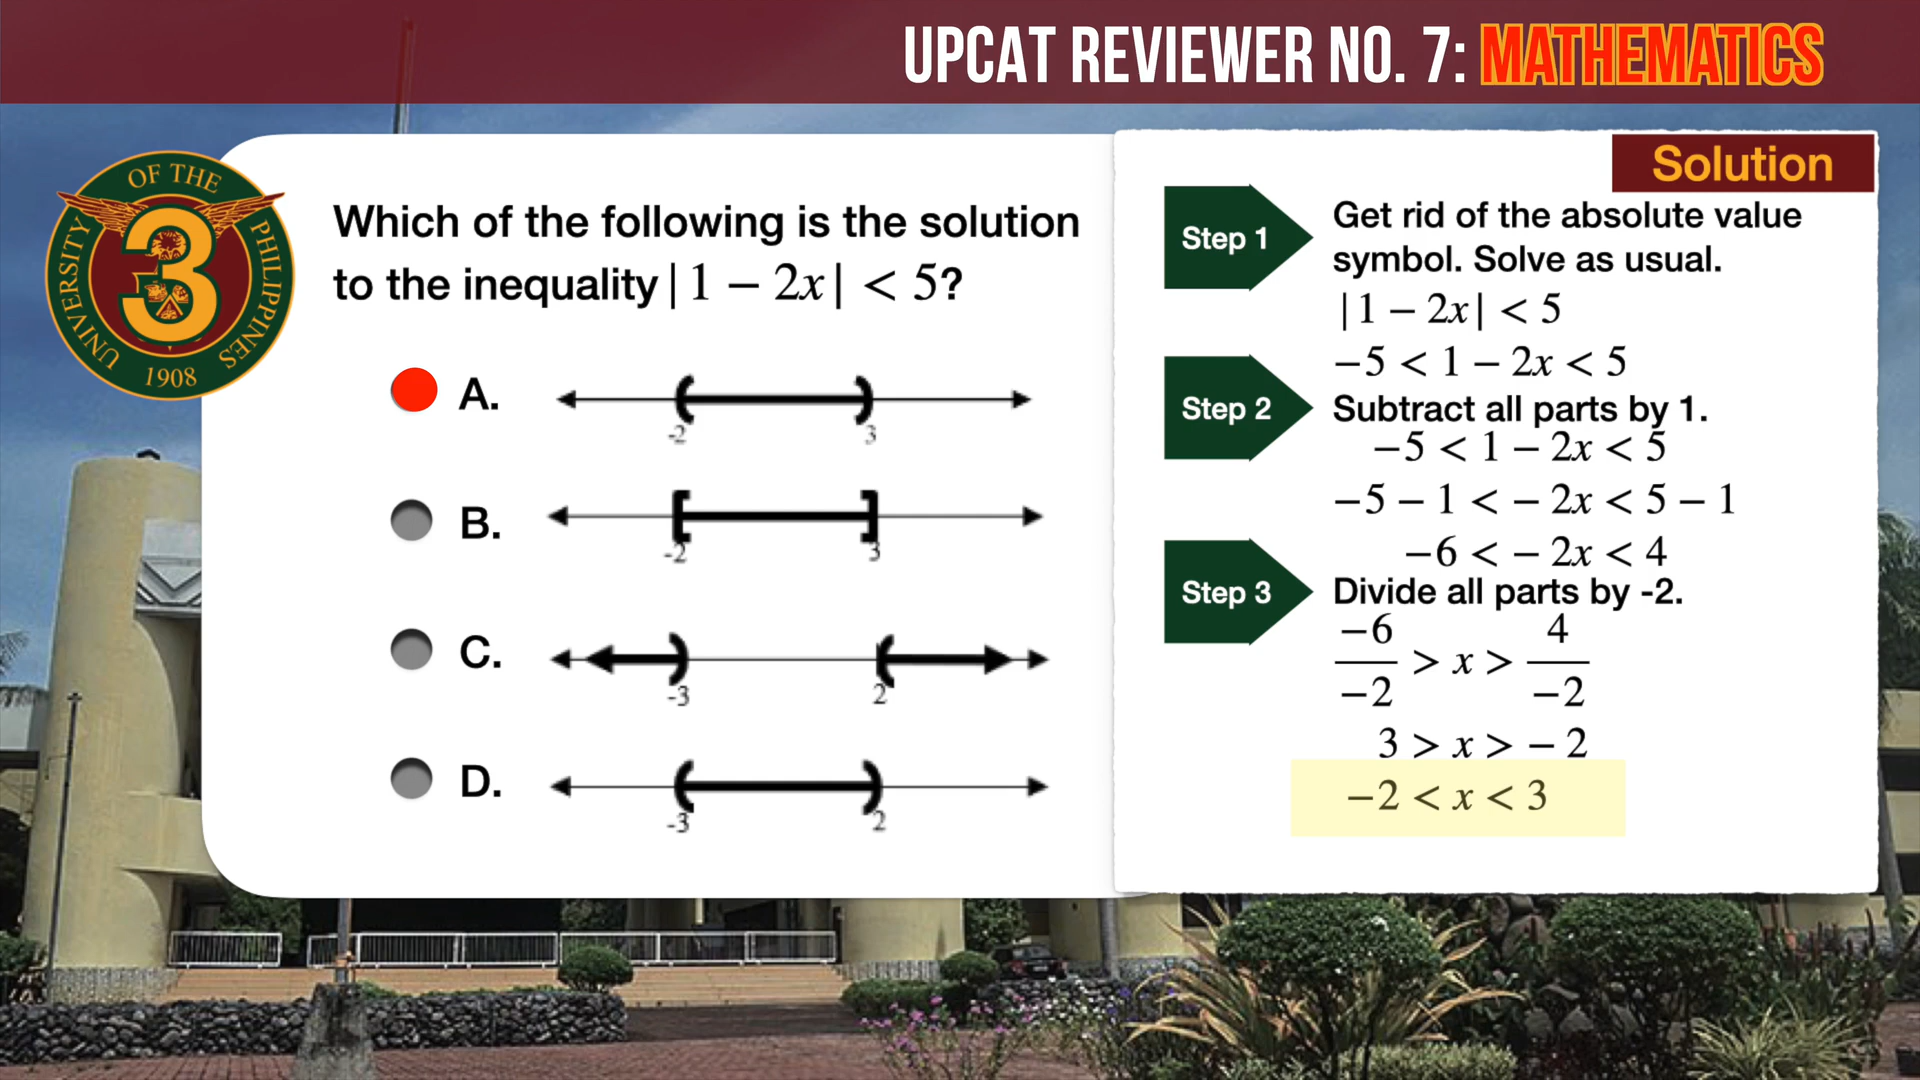 UPCAT REVIEWER NO. 7: MATHEMATICS
UNIVERSITY OF THE PHILIPPINES
3
1908
Which of the following is the solution
to the inequality |1 − 2x| < 5?
A.
-2 3
B.
-2 3
C.
-3 2
D.
-3 2
Solution
Step 1
Get rid of the absolute value
symbol. Solve as usual.
|1 − 2x| < 5
−5 < 1 − 2x < 5
Step 2
Subtract all parts by 1.
−5 < 1 − 2x < 5
−5 − 1 < − 2x < 5 − 1
−6 < − 2x < 4
Step 3
Divide all parts by -2.
−6/−2 > x > 4/−2
3 > x > − 2
−2 < x < 3